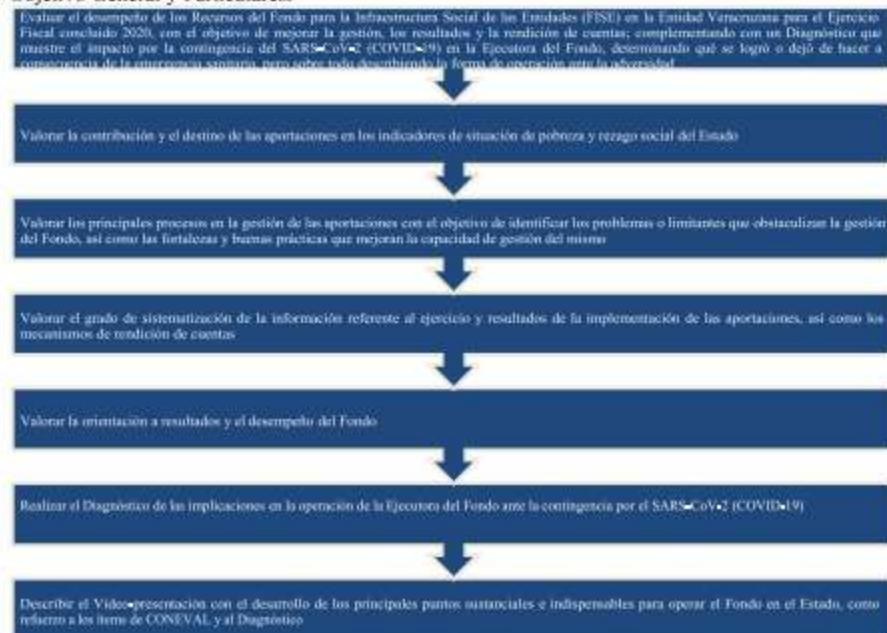 Objetivo General y Particulares:
Evaluar el desempeño de los Recursos del Fondo para la Infraestructura Social de las Entidades (FISE) en la Entidad Veracruzana para el Ejercicio
Fiscal concluido 2020, con el objetivo de mejorar la gestión, los resultados y la rendición de cuentas; complementando con un Diagnóstico que
muestre el impacto por la contingencia del SARS-CoV-2 (COVID-19) en la Ejecutora del Fondo, determinando qué se logró o dejó de hacer a
consecuencia de la emergencia sanitaria, pero sobre todo describiendo la forma de operación ante la adversidad
Valorar la contribución y el destino de las aportaciones en los indicadores de situación de pobreza y rezago social del Estado
Valorar los principales procesos en la gestión de las aportaciones con el objetivo de identificar los problemas o limitantes que obstaculizan la gestión
del Fondo, así como las fortalezas y buenas prácticas que mejoran la capacidad de gestión del mismo
Valorar el grado de sistematización de la información referente al ejercicio y resultados de la implementación de las aportaciones, así como los
mecanismos de rendición de cuentas
Valorar la orientación a resultados y el desempeño del Fondo
Realizar el Diagnóstico de las implicaciones en la operación de la Ejecutora del Fondo ante la contingencia por el SARS-CoV-2 (COVID-19)
Describir el Video-presentación con el desarrollo de los principales puntos sustanciales e indispensables para operar el Fondo en el Estado, como
refuerzo a los ítems de CONEVAL y al Diagnóstico